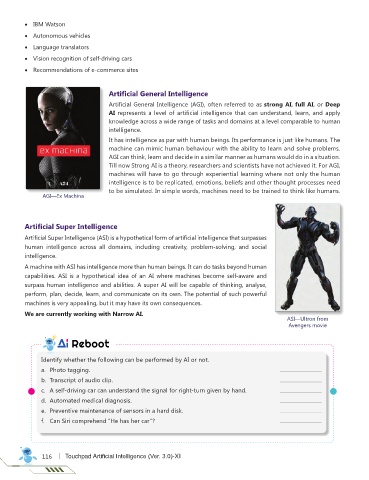 • IBM Watson
• Autonomous vehicles
• Language translators
• Vision recognition of self-driving cars
• Recommendations of e-commerce sites
Artificial General Intelligence
Artificial General Intelligence (AGI), often referred to as strong AI, full AI, or Deep
AI represents a level of artificial intelligence that can understand, learn, and apply
knowledge across a wide range of tasks and domains at a level comparable to human
intelligence.
It has intelligence as par with human beings. Its performance is just like humans. The
machine can mimic human behaviour with the ability to learn and solve problems.
AGI can think, learn and decide in a similar manner as humans would do in a situation.
Till now Strong AI is a theory, researchers and scientists have not achieved it. For AGI,
machines will have to go through experiential learning where not only the human
intelligence is to be replicated, emotions, beliefs and other thought processes need
to be simulated. In simple words, machines need to be trained to think like humans.
ex machina
AGI—Ex Machina
Artificial Super Intelligence
Artificial Super Intelligence (ASI) is a hypothetical form of artificial intelligence that surpasses
human intelligence across all domains, including creativity, problem-solving, and social
intelligence.
A machine with ASI has intelligence more than human beings. It can do tasks beyond human
capabilities. ASI is a hypothetical idea of an AI where machines become self-aware and
surpass human intelligence and abilities. A super AI will be capable of thinking, analyse,
perform, plan, decide, learn, and communicate on its own. The potential of such powerful
machines is very appealing, but it may have its own consequences.
We are currently working with Narrow AI.
ASI—Ultron from
Avengers movie
Ai Reboot
Identify whether the following can be performed by AI or not.
a. Photo tagging.
b. Transcript of audio clip.
c. A self-driving car can understand the signal for right-turn given by hand.
d. Automated medical diagnosis.
e. Preventive maintenance of sensors in a hard disk.
f. Can Siri comprehend "He has her car"?
116 Touchpad Artificial Intelligence (Ver. 3.0)-XI